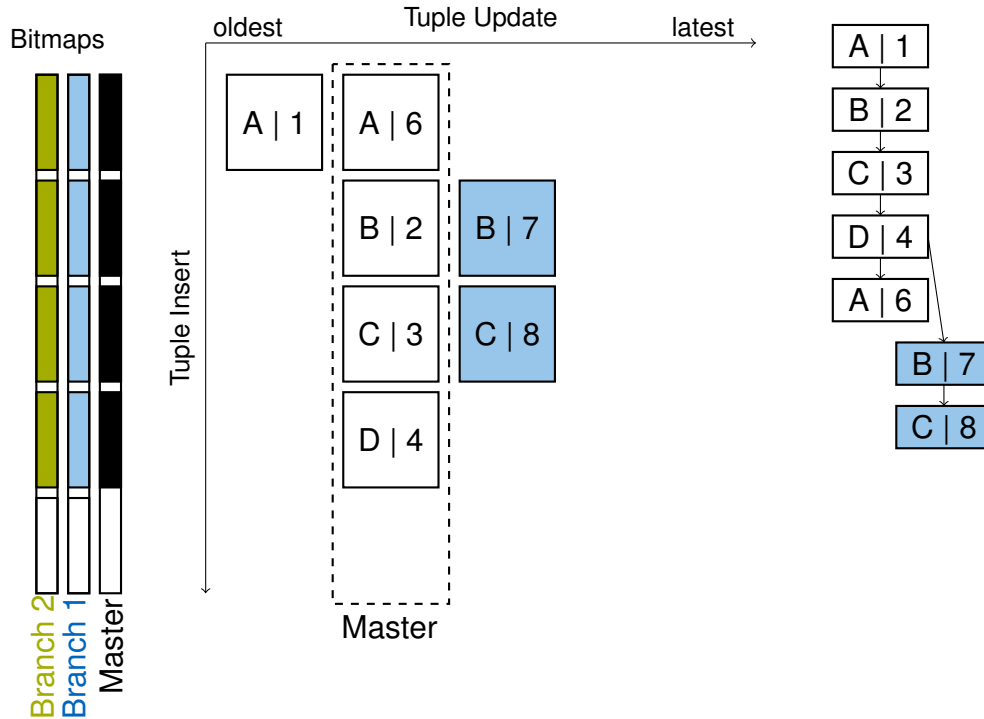 Tuple Update
oldest
latest
Bitmaps
Tuple Insert
A | 1
A | 6
B | 2
B | 7
C | 3
C | 8
D | 4
Master
Branch 2
Branch 1
Master
A | 1
B | 2
C | 3
D | 4
A | 6
B | 7
C | 8